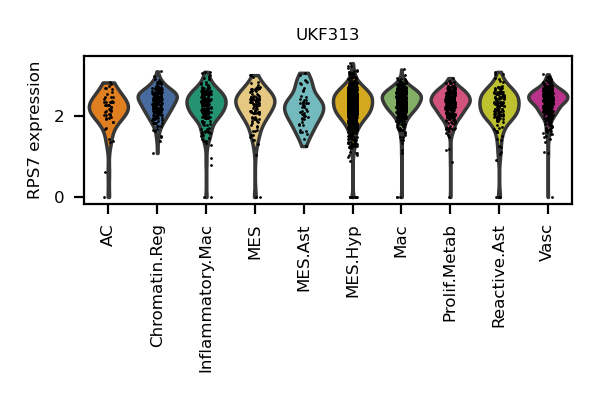 UKF313
RPS7 expression
2
0
AC
Chromatin.Reg
Inflammatory.Mac
MES
MES.Ast
MES.Hyp
Mac
Prolif.Metab
Reactive.Ast
Vasc